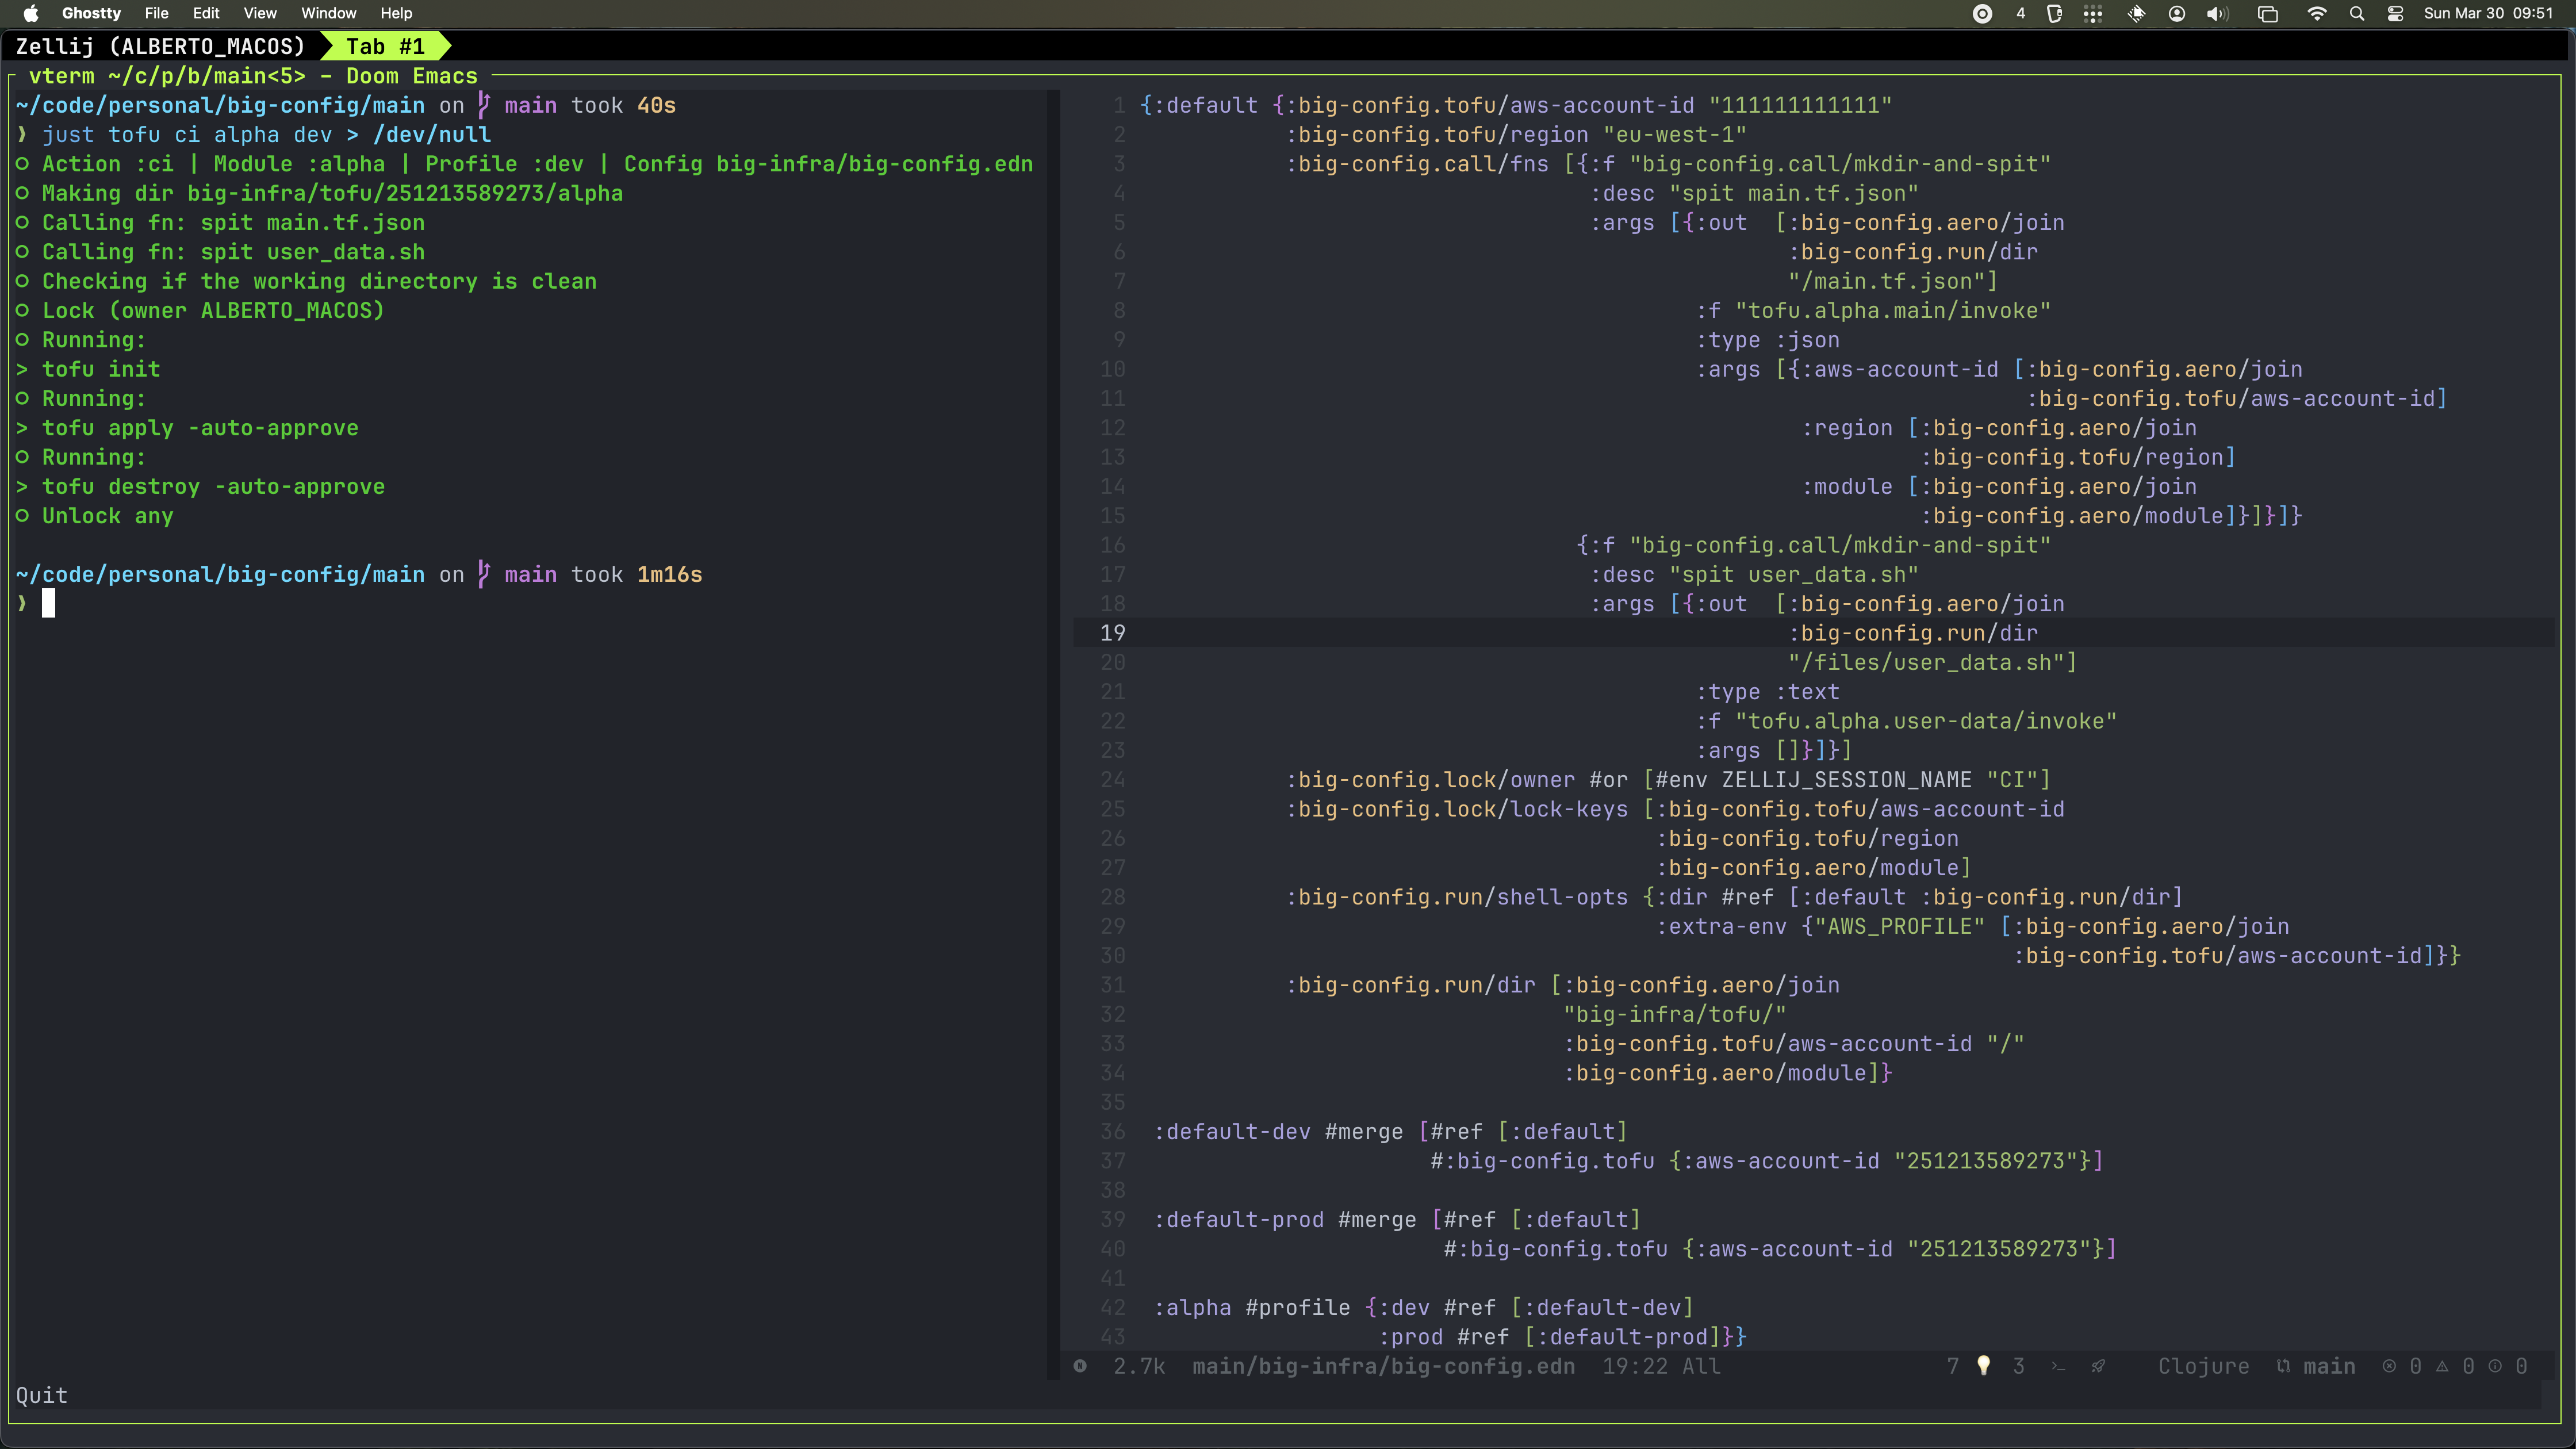 Ghostty File Edit View Window Help 4 Sun Mar 30 09:51
Zellij (ALBERTO_MACOS) Tab #1
vterm ~/c/p/b/main<5> - Doom Emacs
~/code/personal/big-config/main on main took 40s
❱ just tofu ci alpha dev > /dev/null
Action :ci | Module :alpha | Profile :dev | Config big-infra/big-config.edn
Making dir big-infra/tofu/251213589273/alpha
Calling fn: spit main.tf.json
Calling fn: spit user_data.sh
Checking if the working directory is clean
Lock (owner ALBERTO_MACOS)
Running:
> tofu init
Running:
> tofu apply -auto-approve
Running:
> tofu destroy -auto-approve
Unlock any
~/code/personal/big-config/main on main took 1m16s
❱
1 {:default {:big-config.tofu/aws-account-id "111111111111"
2 :big-config.tofu/region "eu-west-1"
3 :big-config.call/fns [{:f "big-config.call/mkdir-and-spit"
4 :desc "spit main.tf.json"
5 :args [{:out [:big-config.aero/join
6 :big-config.run/dir
7 "/main.tf.json"]
8 :f "tofu.alpha.main/invoke"
9 :type :json
10 :args [{:aws-account-id [:big-config.aero/join
11 :big-config.tofu/aws-account-id]
12 :region [:big-config.aero/join
13 :big-config.tofu/region]
14 :module [:big-config.aero/join
15 :big-config.aero/module]}]}]}
16 {:f "big-config.call/mkdir-and-spit"
17 :desc "spit user_data.sh"
18 :args [{:out [:big-config.aero/join
19 :big-config.run/dir
20 "/files/user_data.sh"]
21 :type :text
22 :f "tofu.alpha.user-data/invoke"
23 :args []}]}]
24 :big-config.lock/owner #or [#env ZELLIJ_SESSION_NAME "CI"]
25 :big-config.lock/lock-keys [:big-config.tofu/aws-account-id
26 :big-config.tofu/region
27 :big-config.aero/module]
28 :big-config.run/shell-opts {:dir #ref [:default :big-config.run/dir]
29 :extra-env {"AWS_PROFILE" [:big-config.aero/join
30 :big-config.tofu/aws-account-id]}}
31 :big-config.run/dir [:big-config.aero/join
32 "big-infra/tofu/"
33 :big-config.tofu/aws-account-id "/"
34 :big-config.aero/module]}
35
36 :default-dev #merge [#ref [:default]
37 #:big-config.tofu {:aws-account-id "251213589273"}]
38
39 :default-prod #merge [#ref [:default]
40 #:big-config.tofu {:aws-account-id "251213589273"}]
41
42 :alpha #profile {:dev #ref [:default-dev]
43 :prod #ref [:default-prod]}}
2.7k main/big-infra/big-config.edn 19:22 All 7 3 Clojure main 0 0 0
Quit